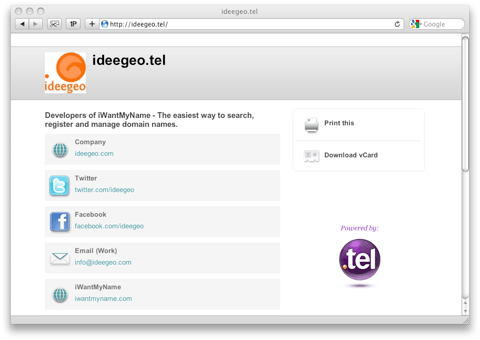 ideegeo.tel
1P
http://ideegeo.tel/
Google
ideegeo
ideegeo.tel
Developers of iWantMyName - The easiest way to search,
register and manage domain names.
Company
ideegeo.com
Twitter
twitter.com/ideegeo
Facebook
facebook.com/ideegeo
Email (Work)
info@ideegeo.com
iWantMyName
iwantmyname.com
Print this
Download vCard
Powered by:
.tel